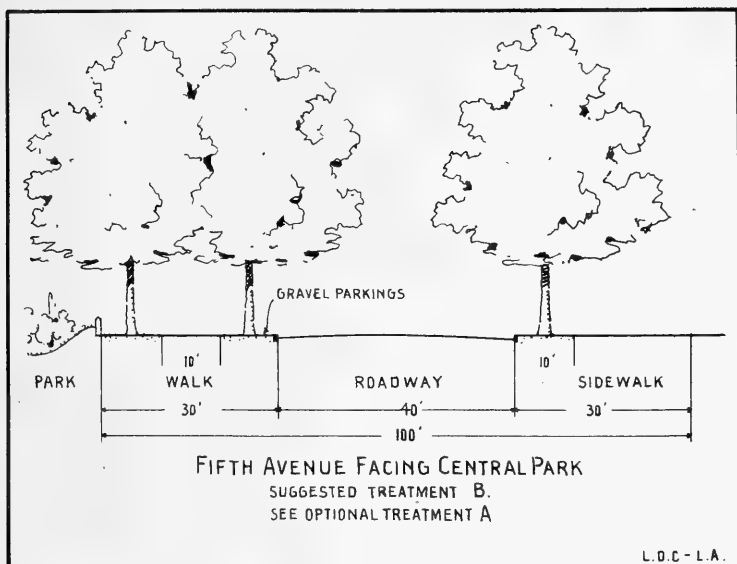 GRAVEL PARKINGS
10' 10'
PARK WALK ROADWAY SIDEWALK
30' 40' 30'
100'
FIFTH AVENUE FACING CENTRAL PARK
SUGGESTED TREATMENT B.
SEE OPTIONAL TREATMENT A
L.D.C - L.A.